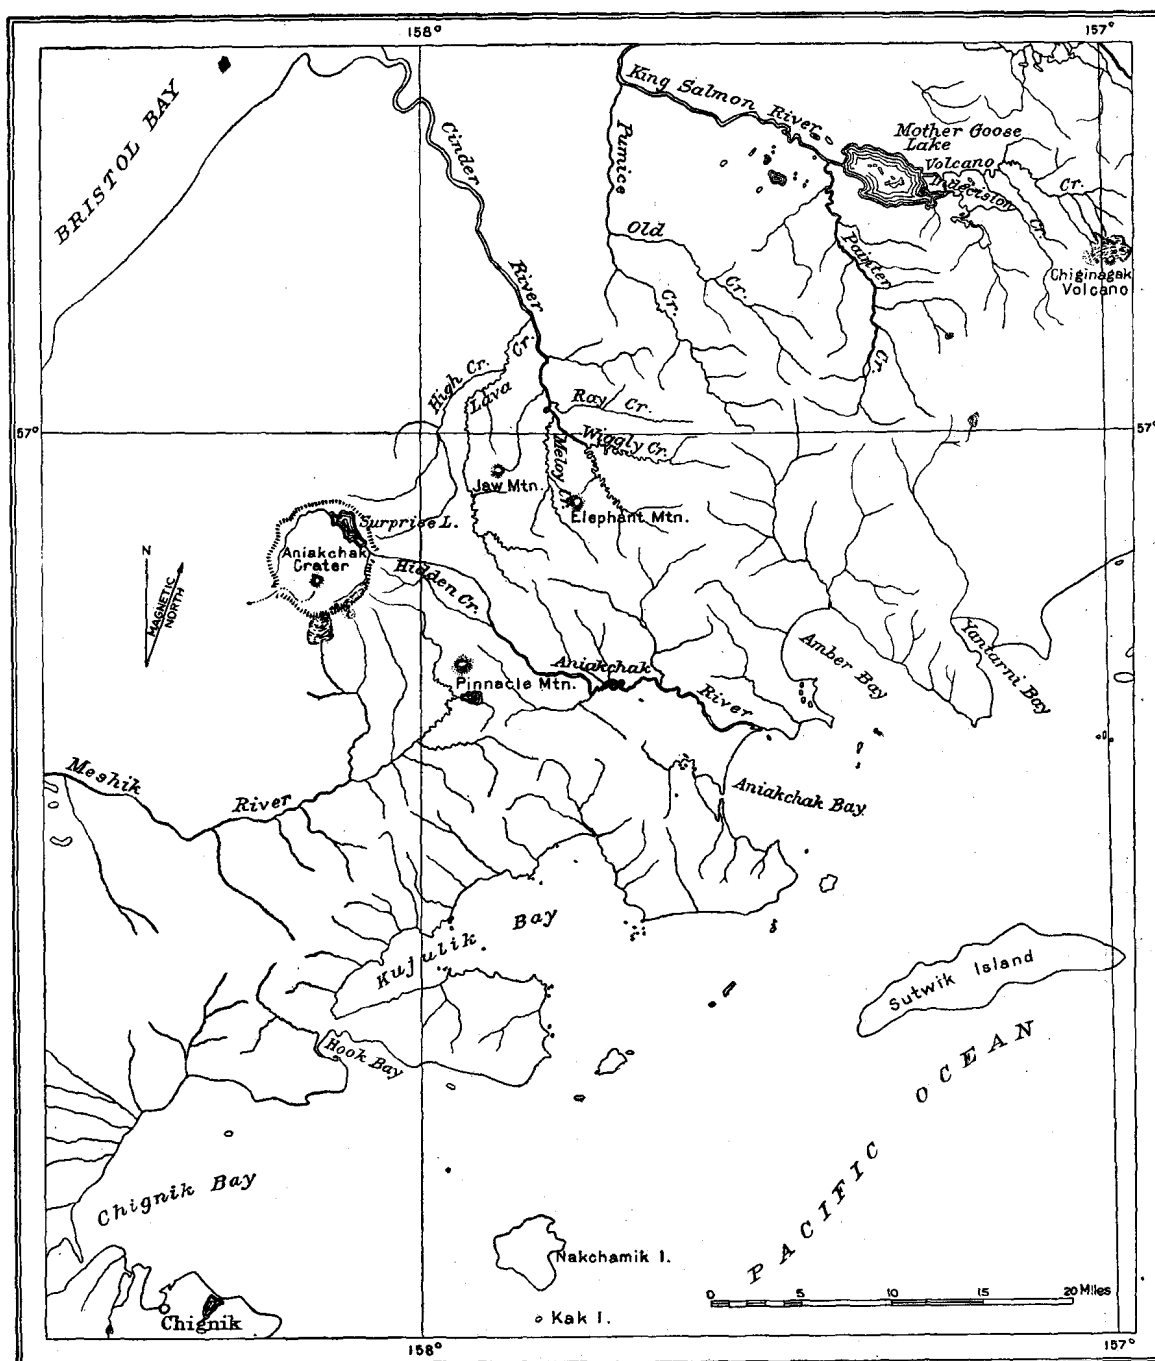 158°
157°
BRISTOL BAY
Cinder
River
King Salmon River
Pumice
Mother Goose
Lake
Volcano
Cr.
Indecision
Cr.
Chiginagak
Volcano
Old
Cr.
Cr.
Painter
Cr.
High Cr.
Lava
Cr.
Ray Cr.
57°
57°
Wiggly Cr.
Meloy Cr.
Jaw Mtn.
Elephant Mtn.
Surprise L.
Aniakchak
Crater
N
MAGNETIC
NORTH
Hidden Cr.
Aniakchak
River
Pinnacle Mtn.
Amber Bay
Yantarni Bay
Meshik
River
Aniakchak Bay
Kujulik
Bay
Sutwik Island
Hook Bay
PACIFIC OCEAN
Chignik Bay
Nakchamik I.
Kak I.
Chignik
0 5 10 15 20 Miles
158°
157°